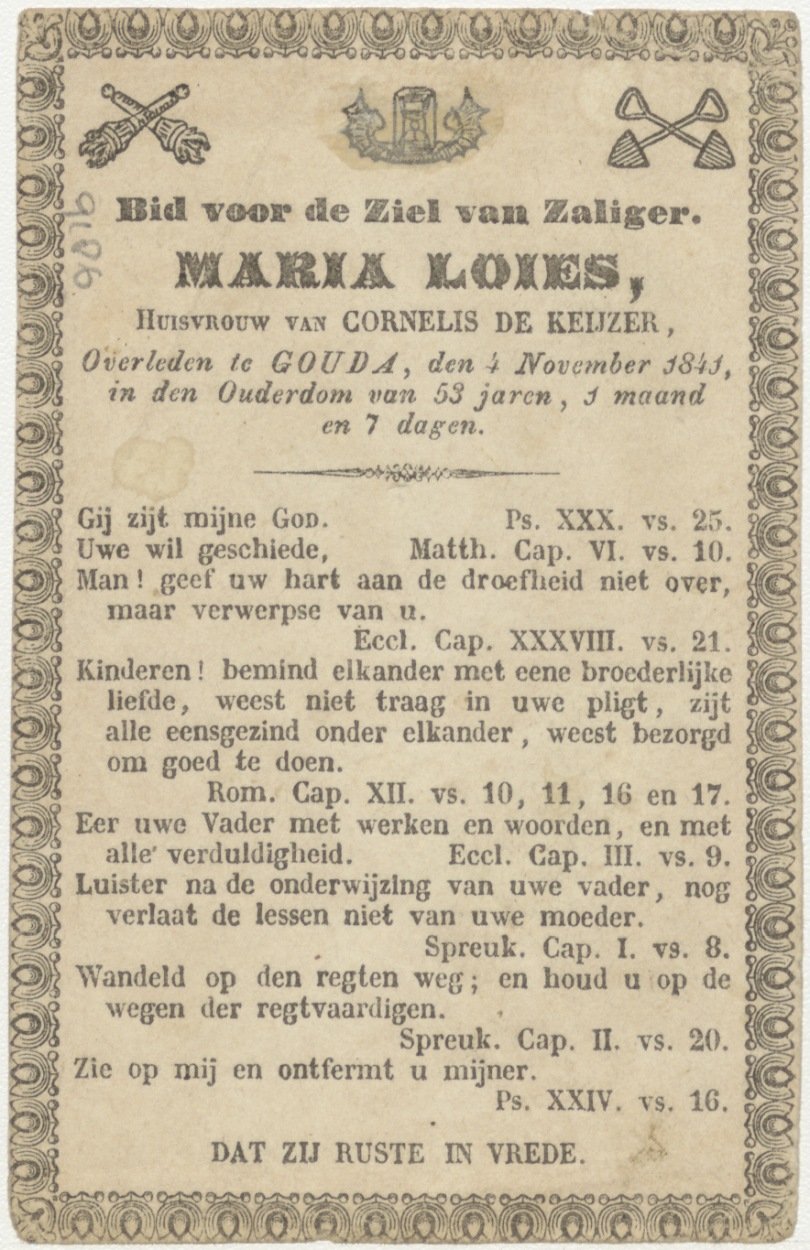 Bid voor de Ziel van Zaliger.
MARIA LOIES,
HUISVROUW VAN CORNELIS DE KEIJZER,
Overleden te GOUDA, den 4 November 1841,
in den Ouderdom van 53 jaren, 1 maand
en 7 dagen.
Gij zijt mijne GOD. Ps. XXX. vs. 25.
Uwe wil geschiede, Matth. Cap. VI. vs. 10.
Man! geef uw hart aan de droefheid niet over,
maar verwerpse van u.
Eccl. Cap. XXXVIII. vs. 21.
Kinderen! bemind elkander met eene broederlijke
liefde, weest niet traag in uwe pligt, zijt
alle eensgezind onder elkander, weest bezorgd
om goed te doen.
Rom. Cap. XII. vs. 10, 11, 16 en 17.
Eer uwe Vader met werken en woorden, en met
alle verduldigheid. Eccl. Cap. III. vs. 9.
Luister na de onderwijzing van uwe vader, nog
verlaat de lessen niet van uwe moeder.
Spreuk. Cap. I. vs. 8.
Wandeld op den regten weg; en houd u op de
wegen der regtvaardigen.
Spreuk. Cap. II. vs. 20.
Zie op mij en ontfermt u mijner.
Ps. XXIV. vs. 16.
DAT ZIJ RUSTE IN VREDE.